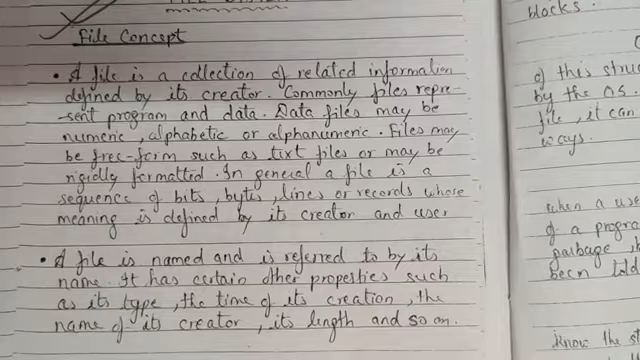 File Concept
• A file is a collection of related information
defined by its creator. Commonly files repre-
sent program and data. Data files may be
numeric, alphabetic or alphanumeric. Files may
be free-form such as tixt files or may be
rigidly formatted. In general a file is a
sequence of bits, bytes, lines or records whose
meaning is defined by its creator and user
• A file is named and is referred to by its
name. It has certain other properties such
as its type, the time of its creation, the
name of its creator, its length and so on.
blocks.
of this struc
by the OS.
file, it can
ways.
when a use
of a progra
garbage,
been told
know the st